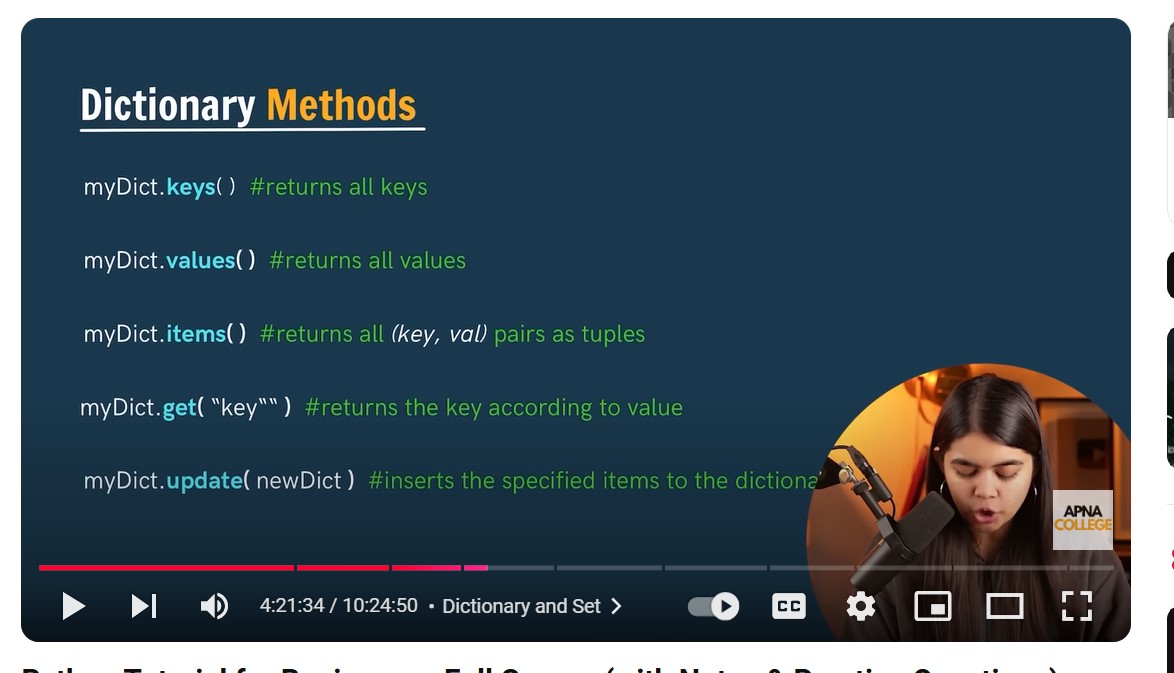 Dictionary Methods
myDict.keys( ) #returns all keys
myDict.values( ) #returns all values
myDict.items( ) #returns all (key, val) pairs as tuples
myDict.get( “key““ ) #returns the key according to value
myDict.update( newDict ) #inserts the specified items to the dictiona
APNA
COLLEGE
4:21:34 / 10:24:50 • Dictionary and Set
CC